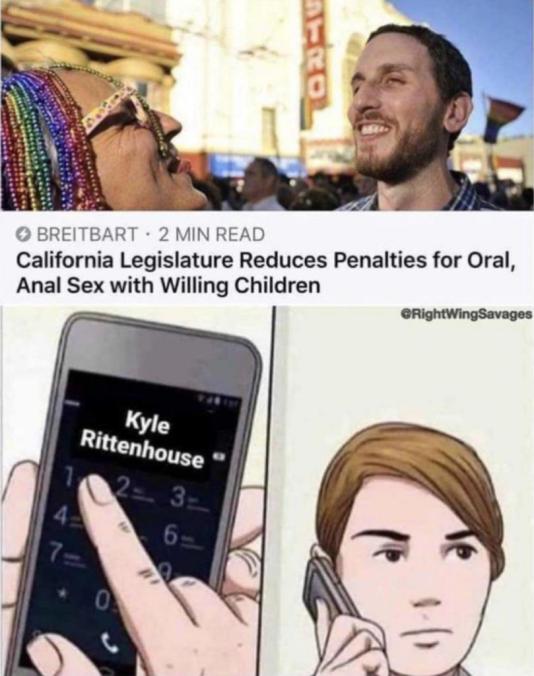 STRO
BREITBART · 2 MIN READ
California Legislature Reduces Penalties for Oral,
Anal Sex with Willing Children
@RightWingSavages
Kyle
Rittenhouse
1 2 3
4 6
7 9
* 0